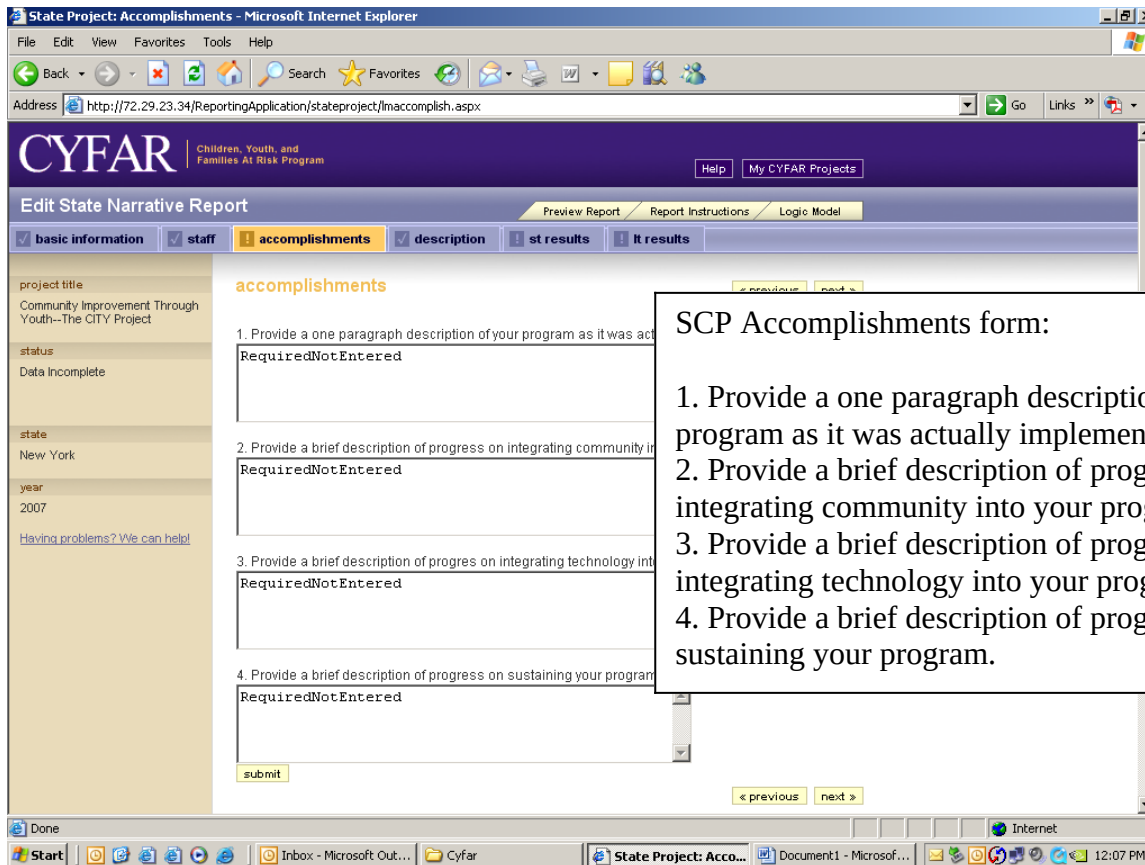 State Project: Accomplishments - Microsoft Internet Explorer
File Edit View Favorites Tools Help
Back Search Favorites
Address http://72.29.23.34/ReportingApplication/stateproject/lmaccomplish.aspx Go Links »
CYFAR Children, Youth, and
Families At Risk Program
Help My CYFAR Projects
Edit State Narrative Report
Preview Report Report Instructions Logic Model
basic information staff accomplishments description st results lt results
project title
Community Improvement Through
Youth--The CITY Project
status
Data Incomplete
state
New York
year
2007
Having problems? We can help!
accomplishments
« previous next »
1. Provide a one paragraph description of your program as it was act
RequiredNotEntered
2. Provide a brief description of progress on integrating community in
RequiredNotEntered
3. Provide a brief description of progres on integrating technology int
RequiredNotEntered
4. Provide a brief description of progress on sustaining your program
RequiredNotEntered
submit
« previous next »
SCP Accomplishments form:
1. Provide a one paragraph descriptio
program as it was actually implemen
2. Provide a brief description of prog
integrating community into your prog
3. Provide a brief description of prog
integrating technology into your prog
4. Provide a brief description of prog
sustaining your program.
Done Internet
Start Inbox - Microsoft Out... Cyfar State Project: Acco... Document1 - Microsof... 12:07 PM